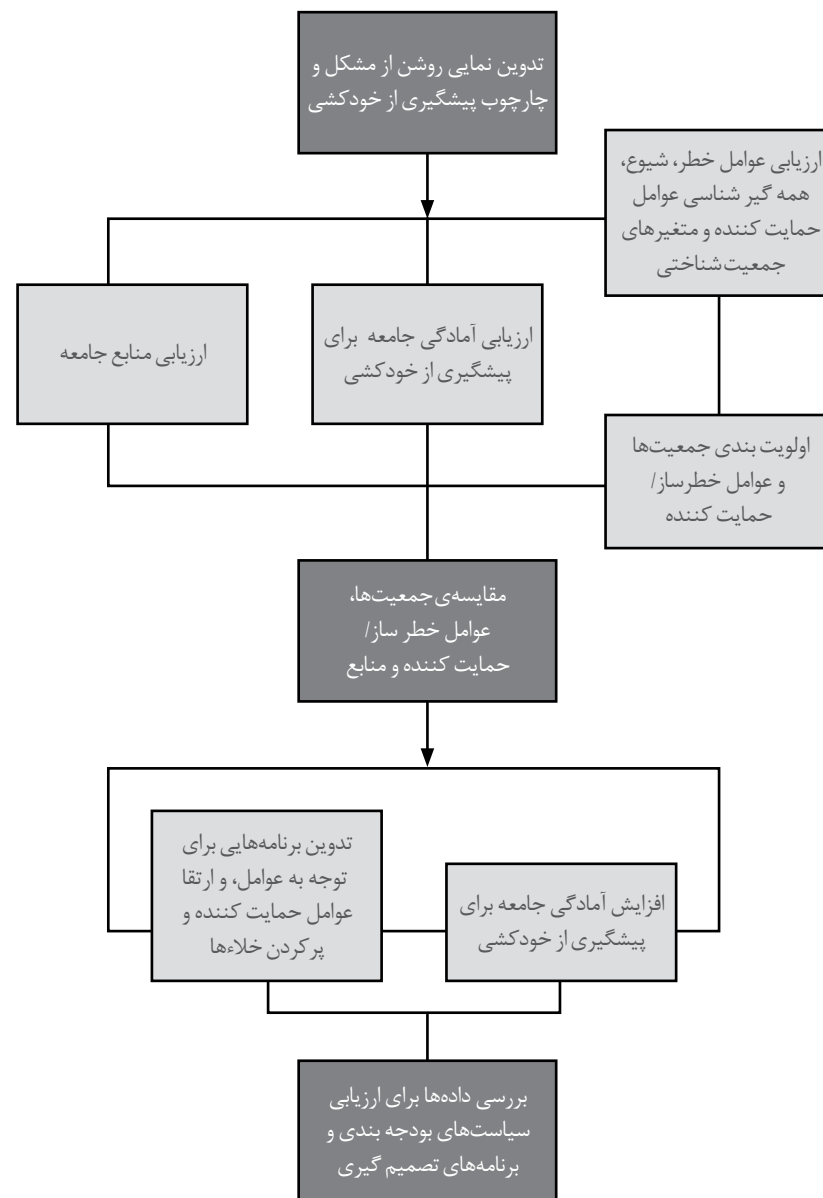 تدوین نمایی روشن از مشکل و
چارچوب پیشگیری از خودکشی
ارزیابی عوامل خطر، شیوع،
همه گیر شناسی عوامل
حمایت کننده و متغیرهای
جمعیت‌شناختی
ارزیابی آمادگی جامعه برای
پیشگیری از خودکشی
ارزیابی منابع جامعه
اولویت بندی جمعیت‌ها
و عوامل خطرساز/
حمایت کننده
مقایسه‌ی جمعیت‌ها،
عوامل خطر ساز/
حمایت کننده و منابع
افزایش آمادگی جامعه برای
پیشگیری از خودکشی
تدوین برنامه‌هایی برای
توجه به عوامل، و ارتقا
عوامل حمایت کننده و
پر کردن خلاءها
بررسی داده‌ها برای ارزیابی
سیاست‌های بودجه بندی و
برنامه‌های تصمیم گیری